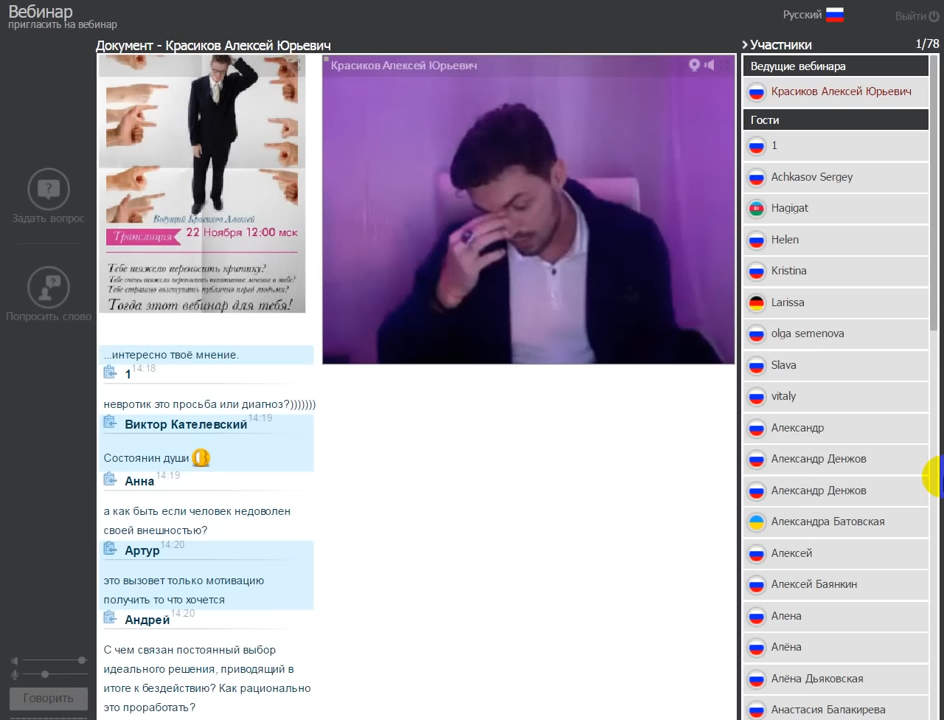 Вебинар
пригласить на вебинар
Русский
Выйти
Документ - Красиков Алексей Юрьевич
Участники 1/78
Ведущий Красиков Алексей
Трансляция 22 Ноября 12:00 мск
Тебе тяжело переносить критику?
Тебе страшно выступать публично перед людьми?
Тогда этот вебинар для тебя!
Красиков Алексей Юрьевич
Задать вопрос
Попросить слово
Говорить
...интересно твоё мнение.
1 14:18
невротик это просьба или диагноз?)))))))
Виктор Кателевский 14:19
Состоянин души
Анна 14:19
а как быть если человек недоволен
своей внешностью?
Артур 14:20
это вызовет только мотивацию
получить то что хочется
Андрей 14:20
С чем связан постоянный выбор
идеального решения, приводящий в
итоге к бездействию? Как рационально
это проработать?
Ведущие вебинара
Красиков Алексей Юрьевич
Гости
1
Achkasov Sergey
Hagigat
Helen
Kristina
Larissa
olga semenova
Slava
vitaly
Александр
Александр Денжов
Александр Денжов
Александра Батовская
Алексей
Алексей Баянкин
Алена
Алёна
Алёна Дьяковская
Анастасия Балакирева